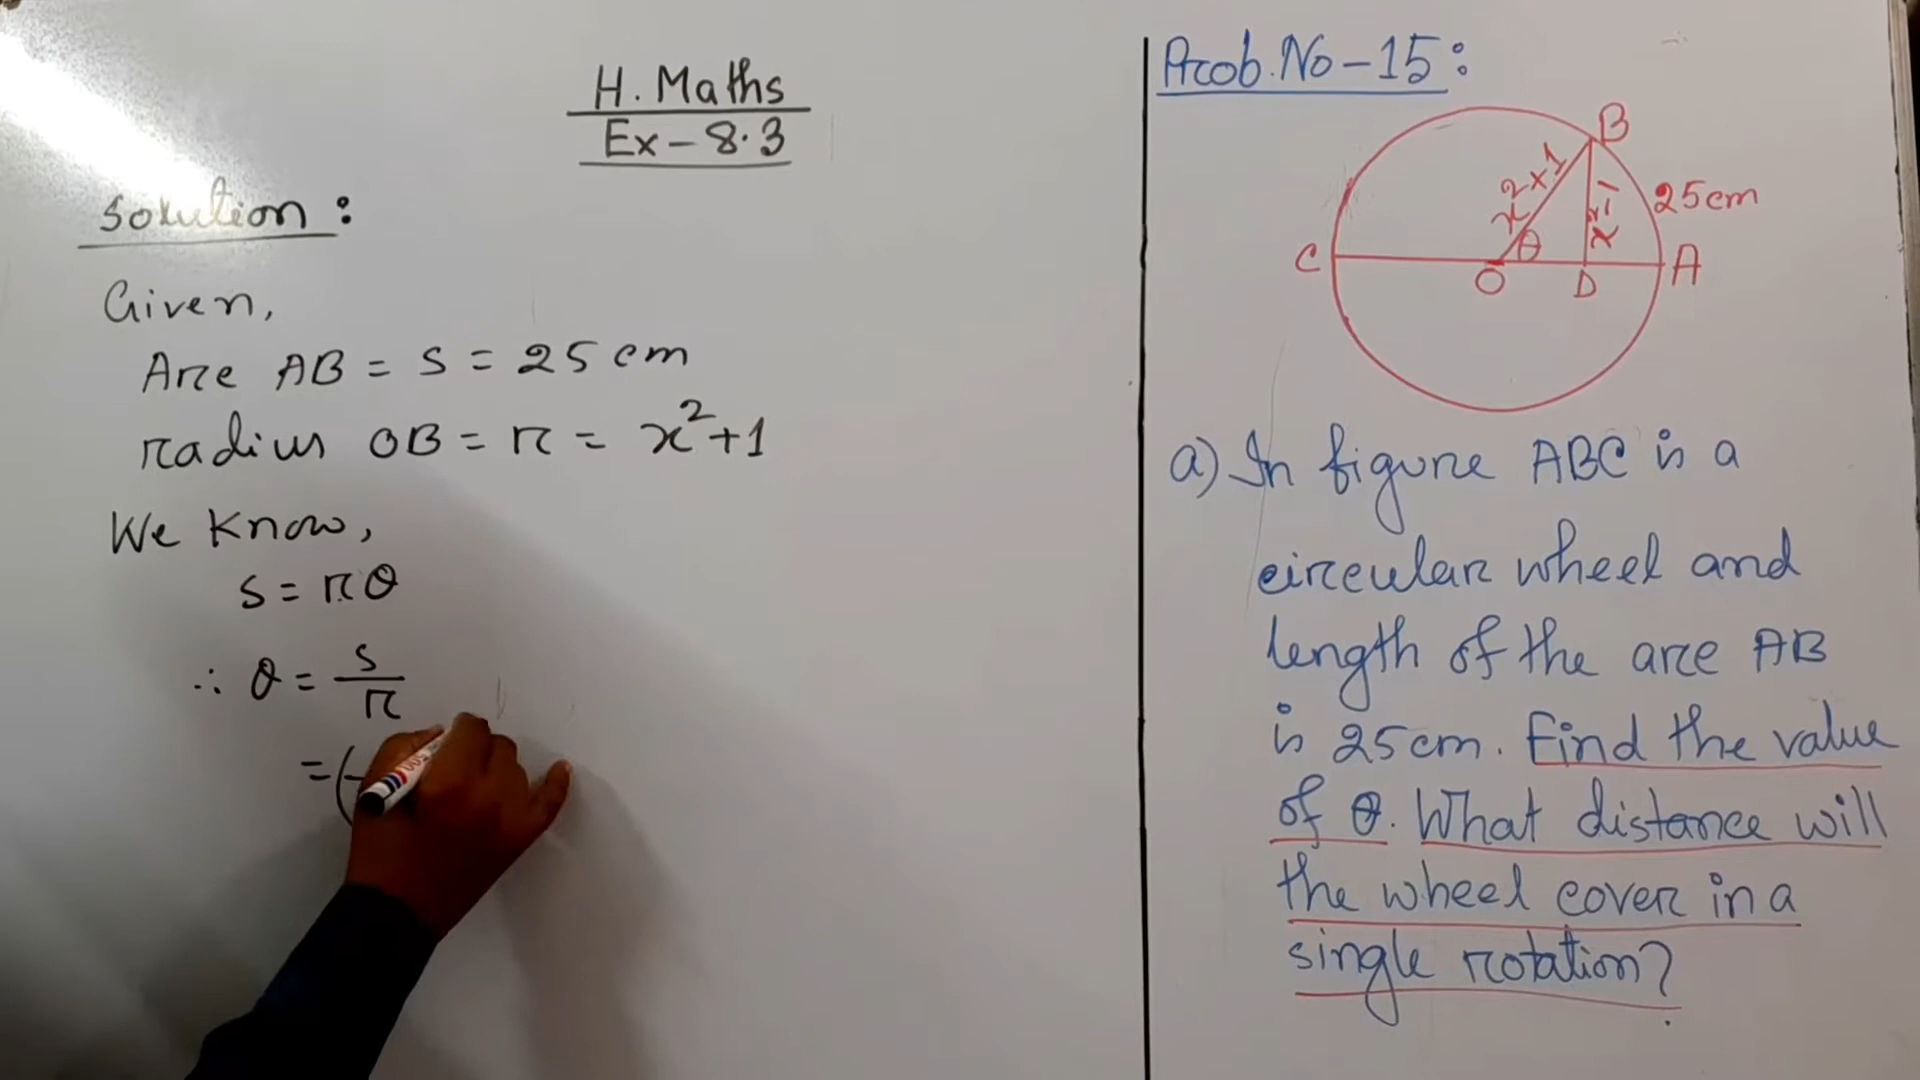 H. Maths
Ex - 8.3
Solution :
Given,
Arc AB = S = 25 cm
radius OB = r = x²+1
We Know,
S = rθ
∴ θ = S/r
= (
Prob. No - 15 :
B
x²+1
x²-1
25cm
θ
C
O
D
A
a) In figure ABC is a
circular wheel and
length of the arc AB
is 25cm. Find the value
of θ. What distance will
the wheel cover in a
single rotation?